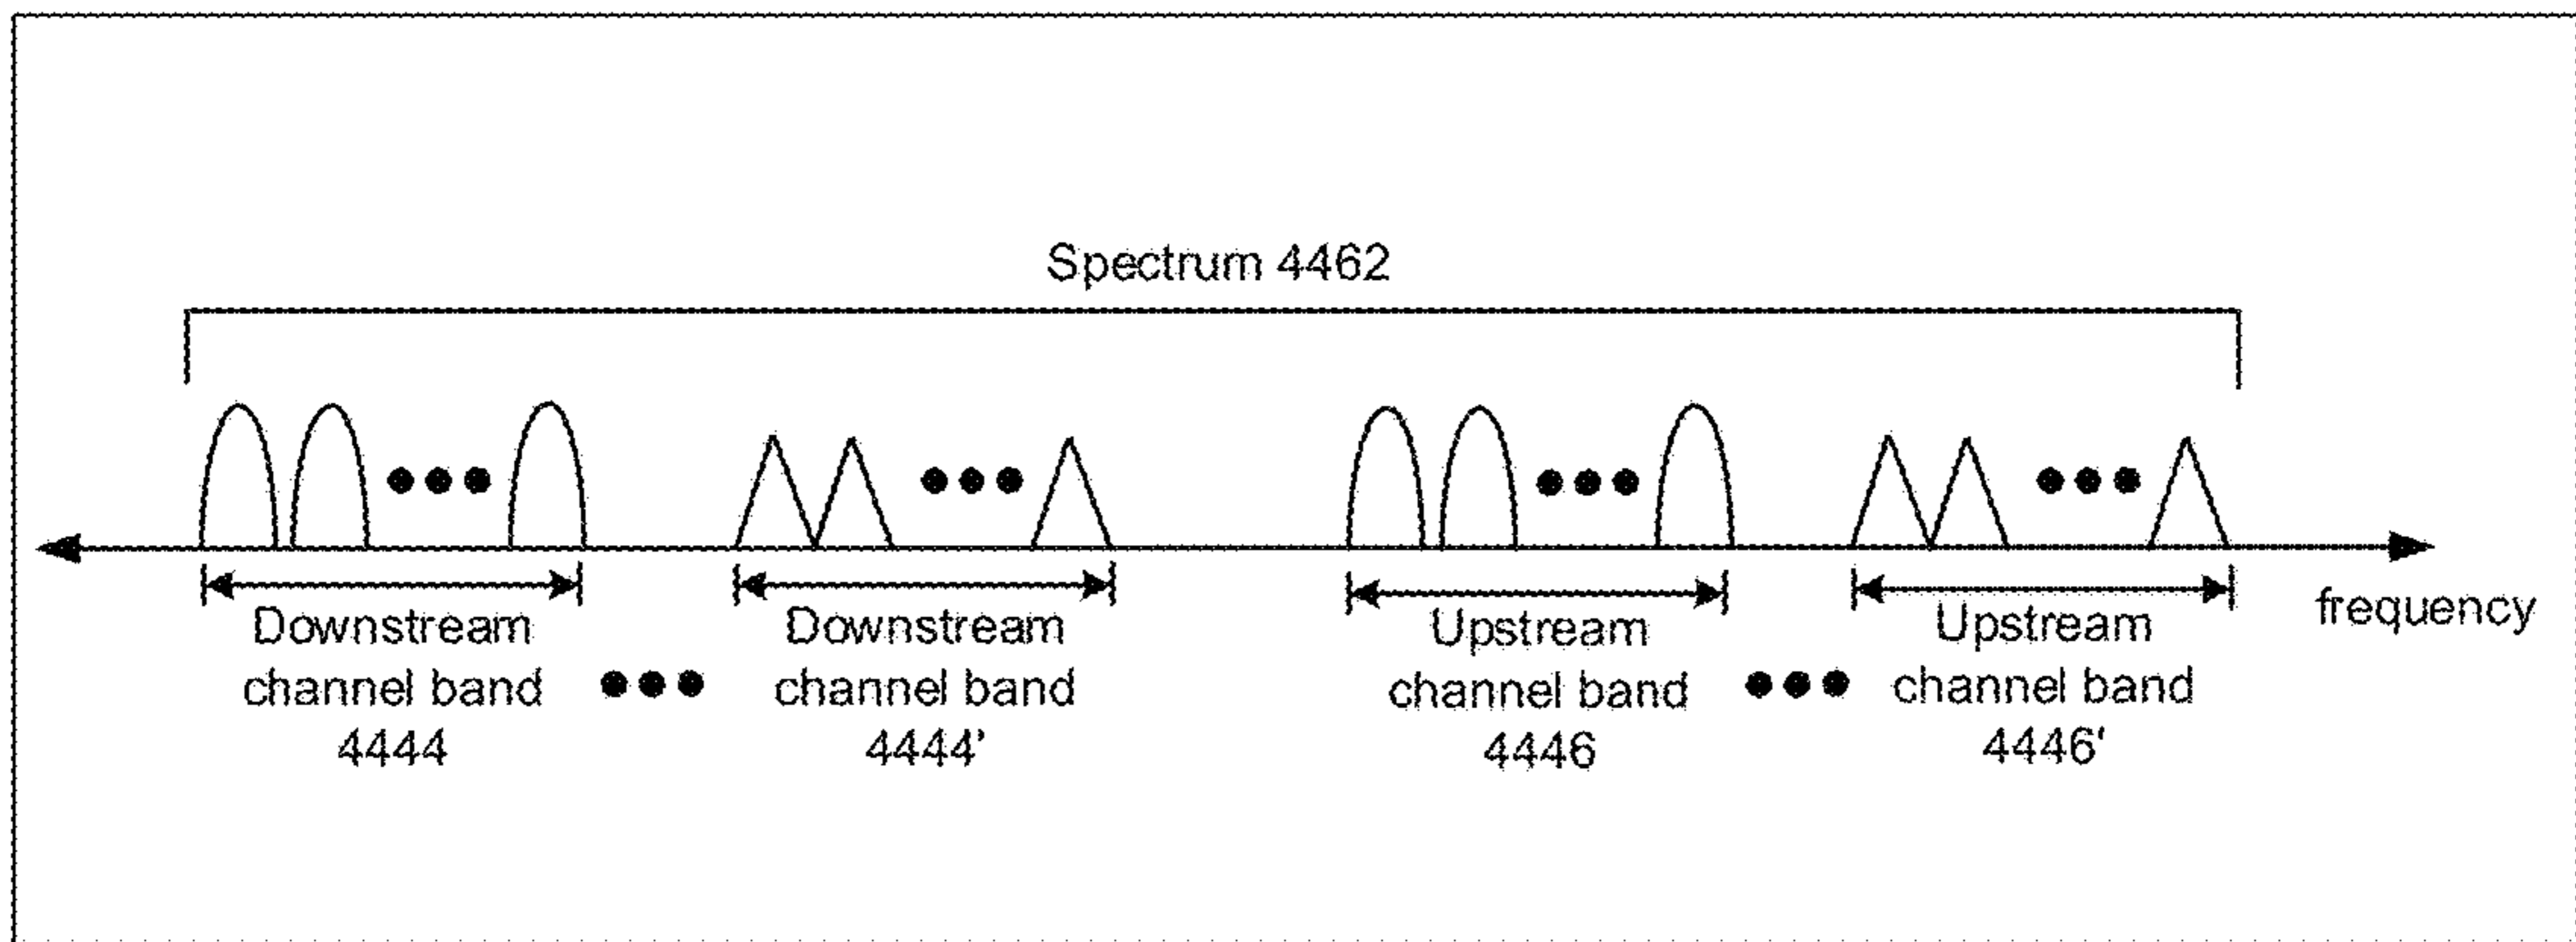 Spectrum 4462
frequency
Downstream
channel band
4444
Downstream
channel band
4444’
Upstream
channel band
4446
Upstream
channel band
4446'